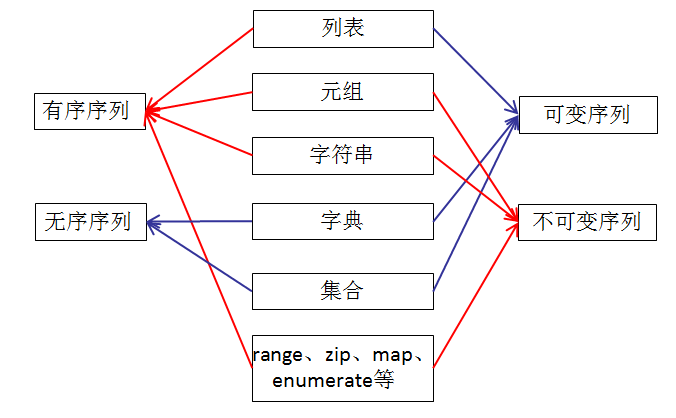 列表
元组
有序序列
可变序列
字符串
无序序列
字典
不可变序列
集合
range、zip、map、
enumerate等